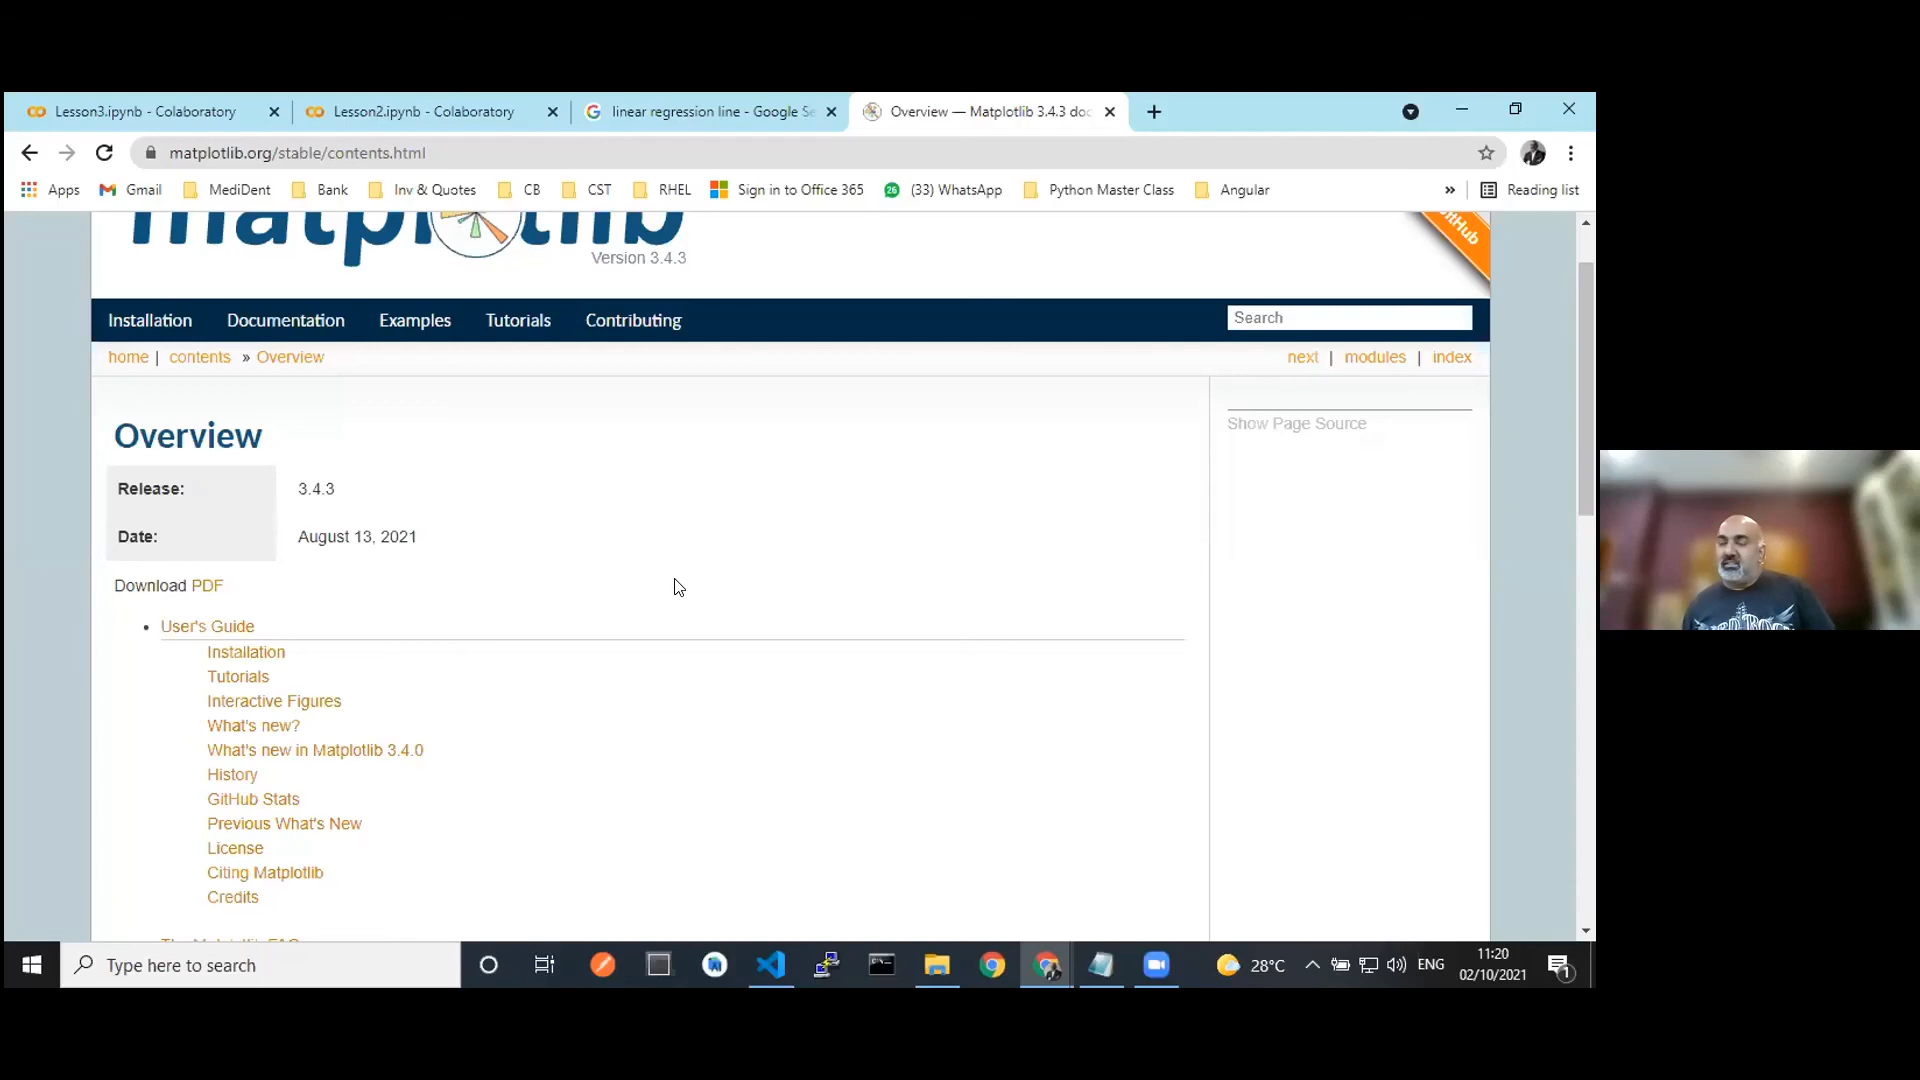 Lesson3.ipynb - Colaboratory
Lesson2.ipynb - Colaboratory
linear regression line - Google Se
Overview — Matplotlib 3.4.3 doc
matplotlib.org/stable/contents.html
Apps
Gmail
MediDent
Bank
Inv & Quotes
CB
CST
RHEL
Sign in to Office 365
26
(33) WhatsApp
Python Master Class
Angular
»
Reading list
matplotlib
Version 3.4.3
GitHub
Installation
Documentation
Examples
Tutorials
Contributing
Search
home | contents » Overview
next | modules | index
Overview
Show Page Source
Release: 3.4.3
Date: August 13, 2021
Download PDF
• User's Guide
Installation
Tutorials
Interactive Figures
What's new?
What's new in Matplotlib 3.4.0
History
GitHub Stats
Previous What's New
License
Citing Matplotlib
Credits
Type here to search
28°C
ENG
11:20
02/10/2021
1